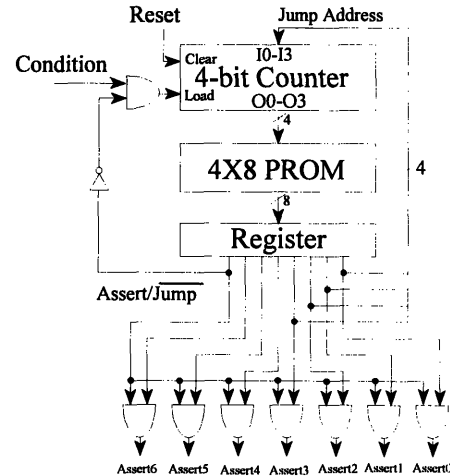 Reset
Jump Address
Condition
Clear
I0-I3
4-bit Counter
Load
O0-O3
4
4X8 PROM
4
8
Register
Assert/Jump
Assert6
Assert5
Assert4
Assert3
Assert2
Assert1
Assert0